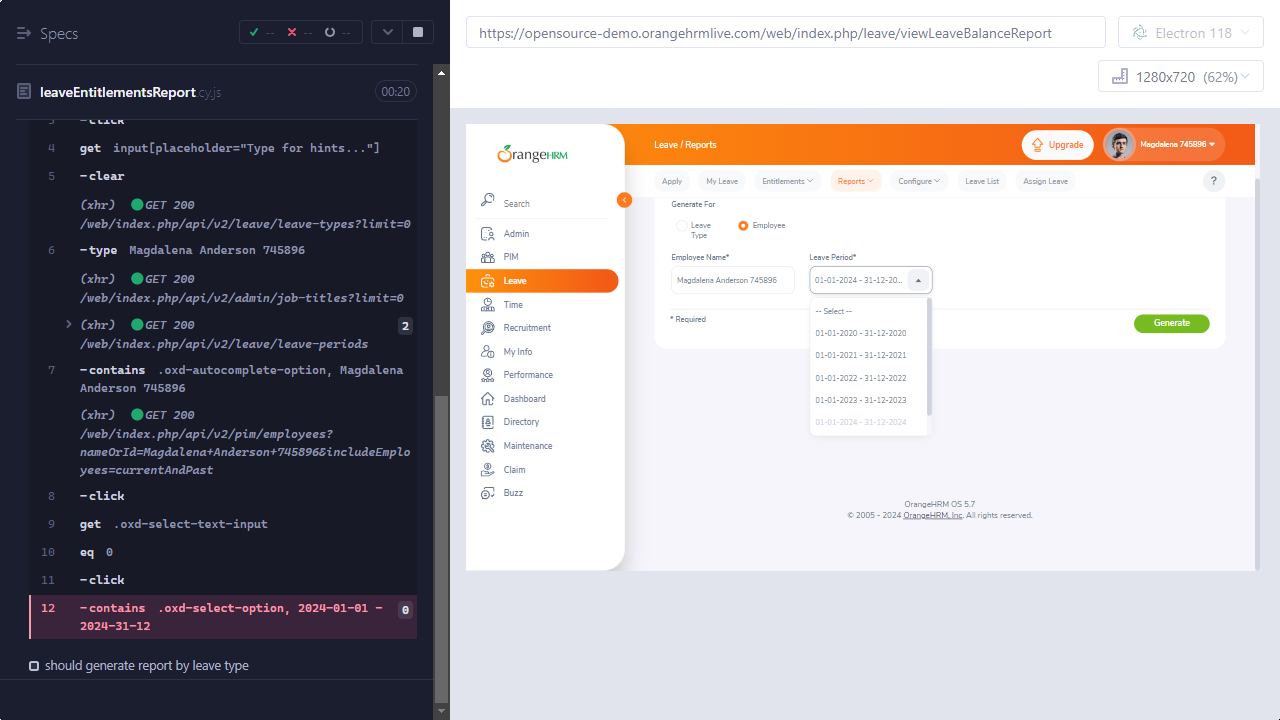 Specs
--
--
--
leaveEntitlementsReport.cy.js
00:20
3 -click
4 get input[placeholder="Type for hints..."]
5 -clear
(xhr) GET 200
/web/index.php/api/v2/leave/leave-types?limit=0
6 -type Magdalena Anderson 745896
(xhr) GET 200
/web/index.php/api/v2/admin/job-titles?limit=0
(xhr) GET 200 2
/web/index.php/api/v2/leave/leave-periods
7 -contains .oxd-autocomplete-option, Magdalena
Anderson 745896
(xhr) GET 200
/web/index.php/api/v2/pim/employees?
nameOrId=Magdalena+Anderson+745896&includeEmplo
yees=currentAndPast
8 -click
9 get .oxd-select-text-input
10 eq 0
11 -click
12 -contains .oxd-select-option, 2024-01-01 - 0
2024-31-12
should generate report by leave type
https://opensource-demo.orangehrmlive.com/web/index.php/leave/viewLeaveBalanceReport
Electron 118
1280x720 (62%)
OrangeHRM
Search
Admin
PIM
Leave
Time
Recruitment
My Info
Performance
Dashboard
Directory
Maintenance
Claim
Buzz
Leave / Reports
Upgrade
Magdalena 745896
Apply
My Leave
Entitlements
Reports
Configure
Leave List
Assign Leave
?
Generate For
Leave
Type
Employee
Employee Name*
Leave Period*
Magdalena Anderson 745896
01-01-2024 - 31-12-20...
* Required
-- Select --
01-01-2020 - 31-12-2020
01-01-2021 - 31-12-2021
01-01-2022 - 31-12-2022
01-01-2023 - 31-12-2023
01-01-2024 - 31-12-2024
Generate
OrangeHRM OS 5.7
© 2005 - 2024 OrangeHRM, Inc. All rights reserved.